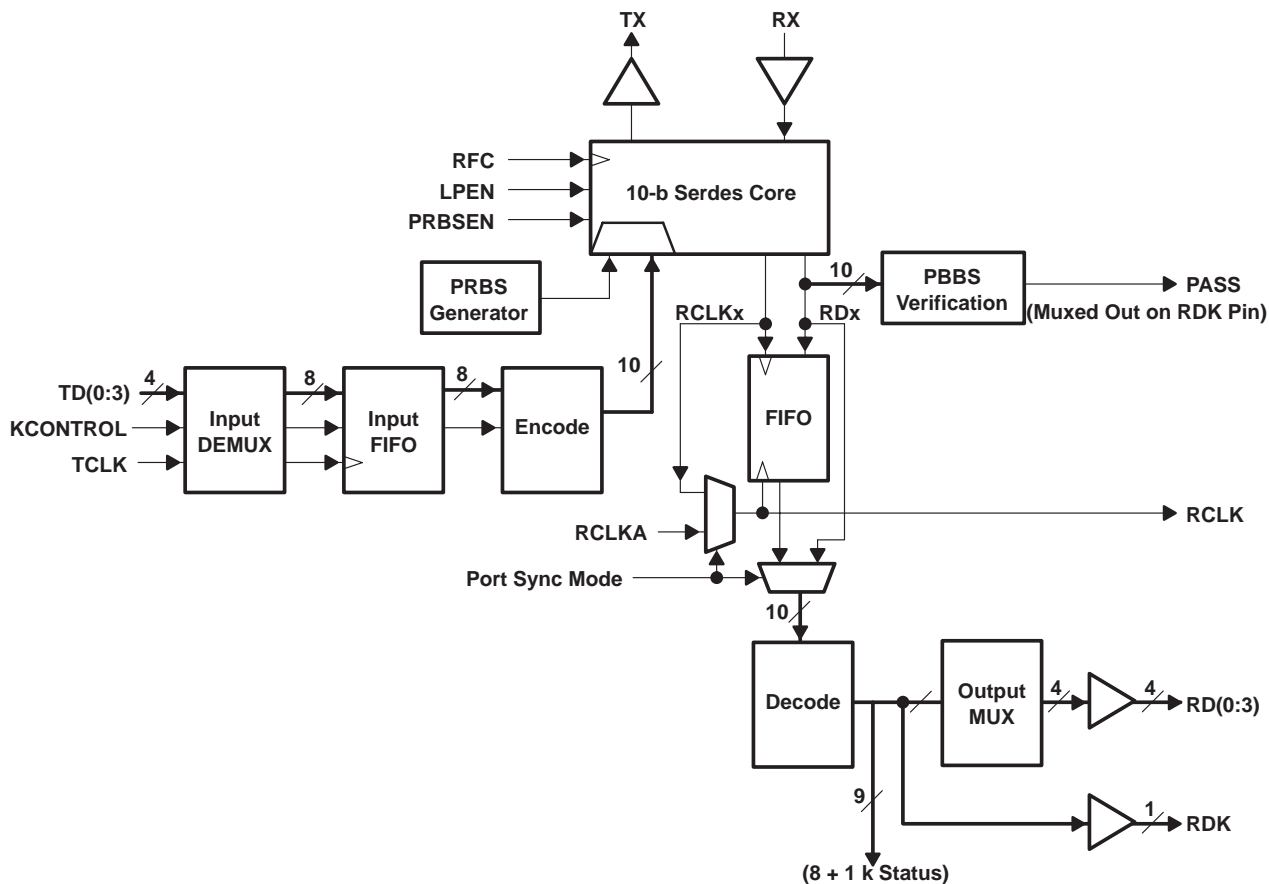 TX
RX
RFC
LPEN
PRBSEN
10-b Serdes Core
PRBS
Generator
10
PBBS
Verification
PASS
(Muxed Out on RDK Pin)
RCLKx
RDx
10
TD(0:3)
4
KCONTROL
TCLK
Input
DEMUX
8
Input
FIFO
8
Encode
FIFO
RCLKA
RCLK
Port Sync Mode
10
Decode
Output
MUX
4
4
RD(0:3)
9
1
RDK
(8 + 1 k Status)